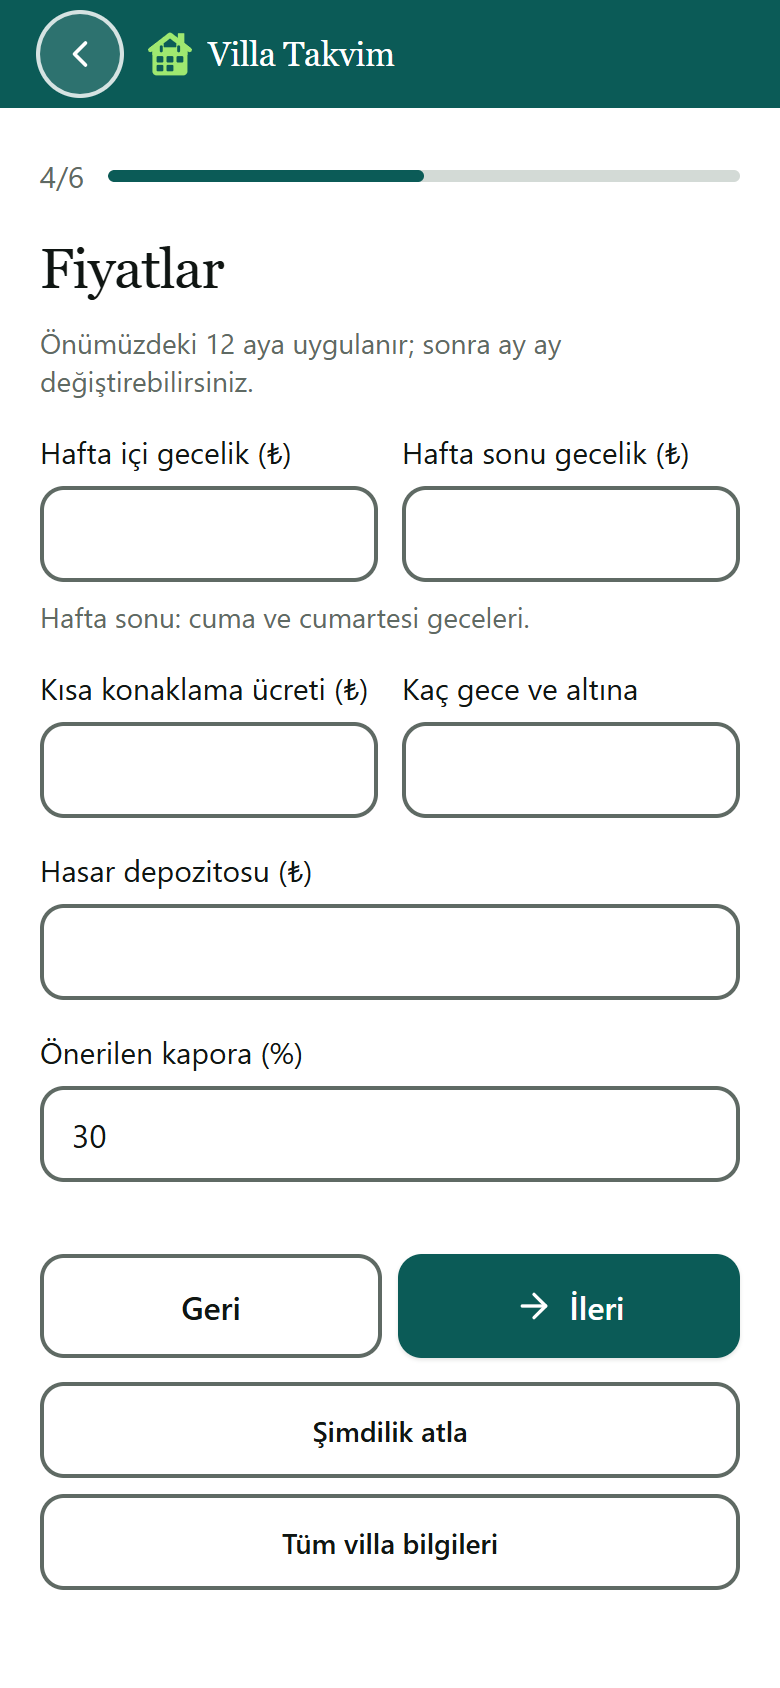 Villa Takvim
4/6
Fiyatlar
Önümüzdeki 12 aya uygulanır; sonra ay ay
değiştirebilirsiniz.
Hafta içi gecelik (₺)
Hafta sonu gecelik (₺)
Hafta sonu: cuma ve cumartesi geceleri.
Kısa konaklama ücreti (₺)
Kaç gece ve altına
Hasar depozitosu (₺)
Önerilen kapora (%)
30
Geri
İleri
Şimdilik atla
Tüm villa bilgileri